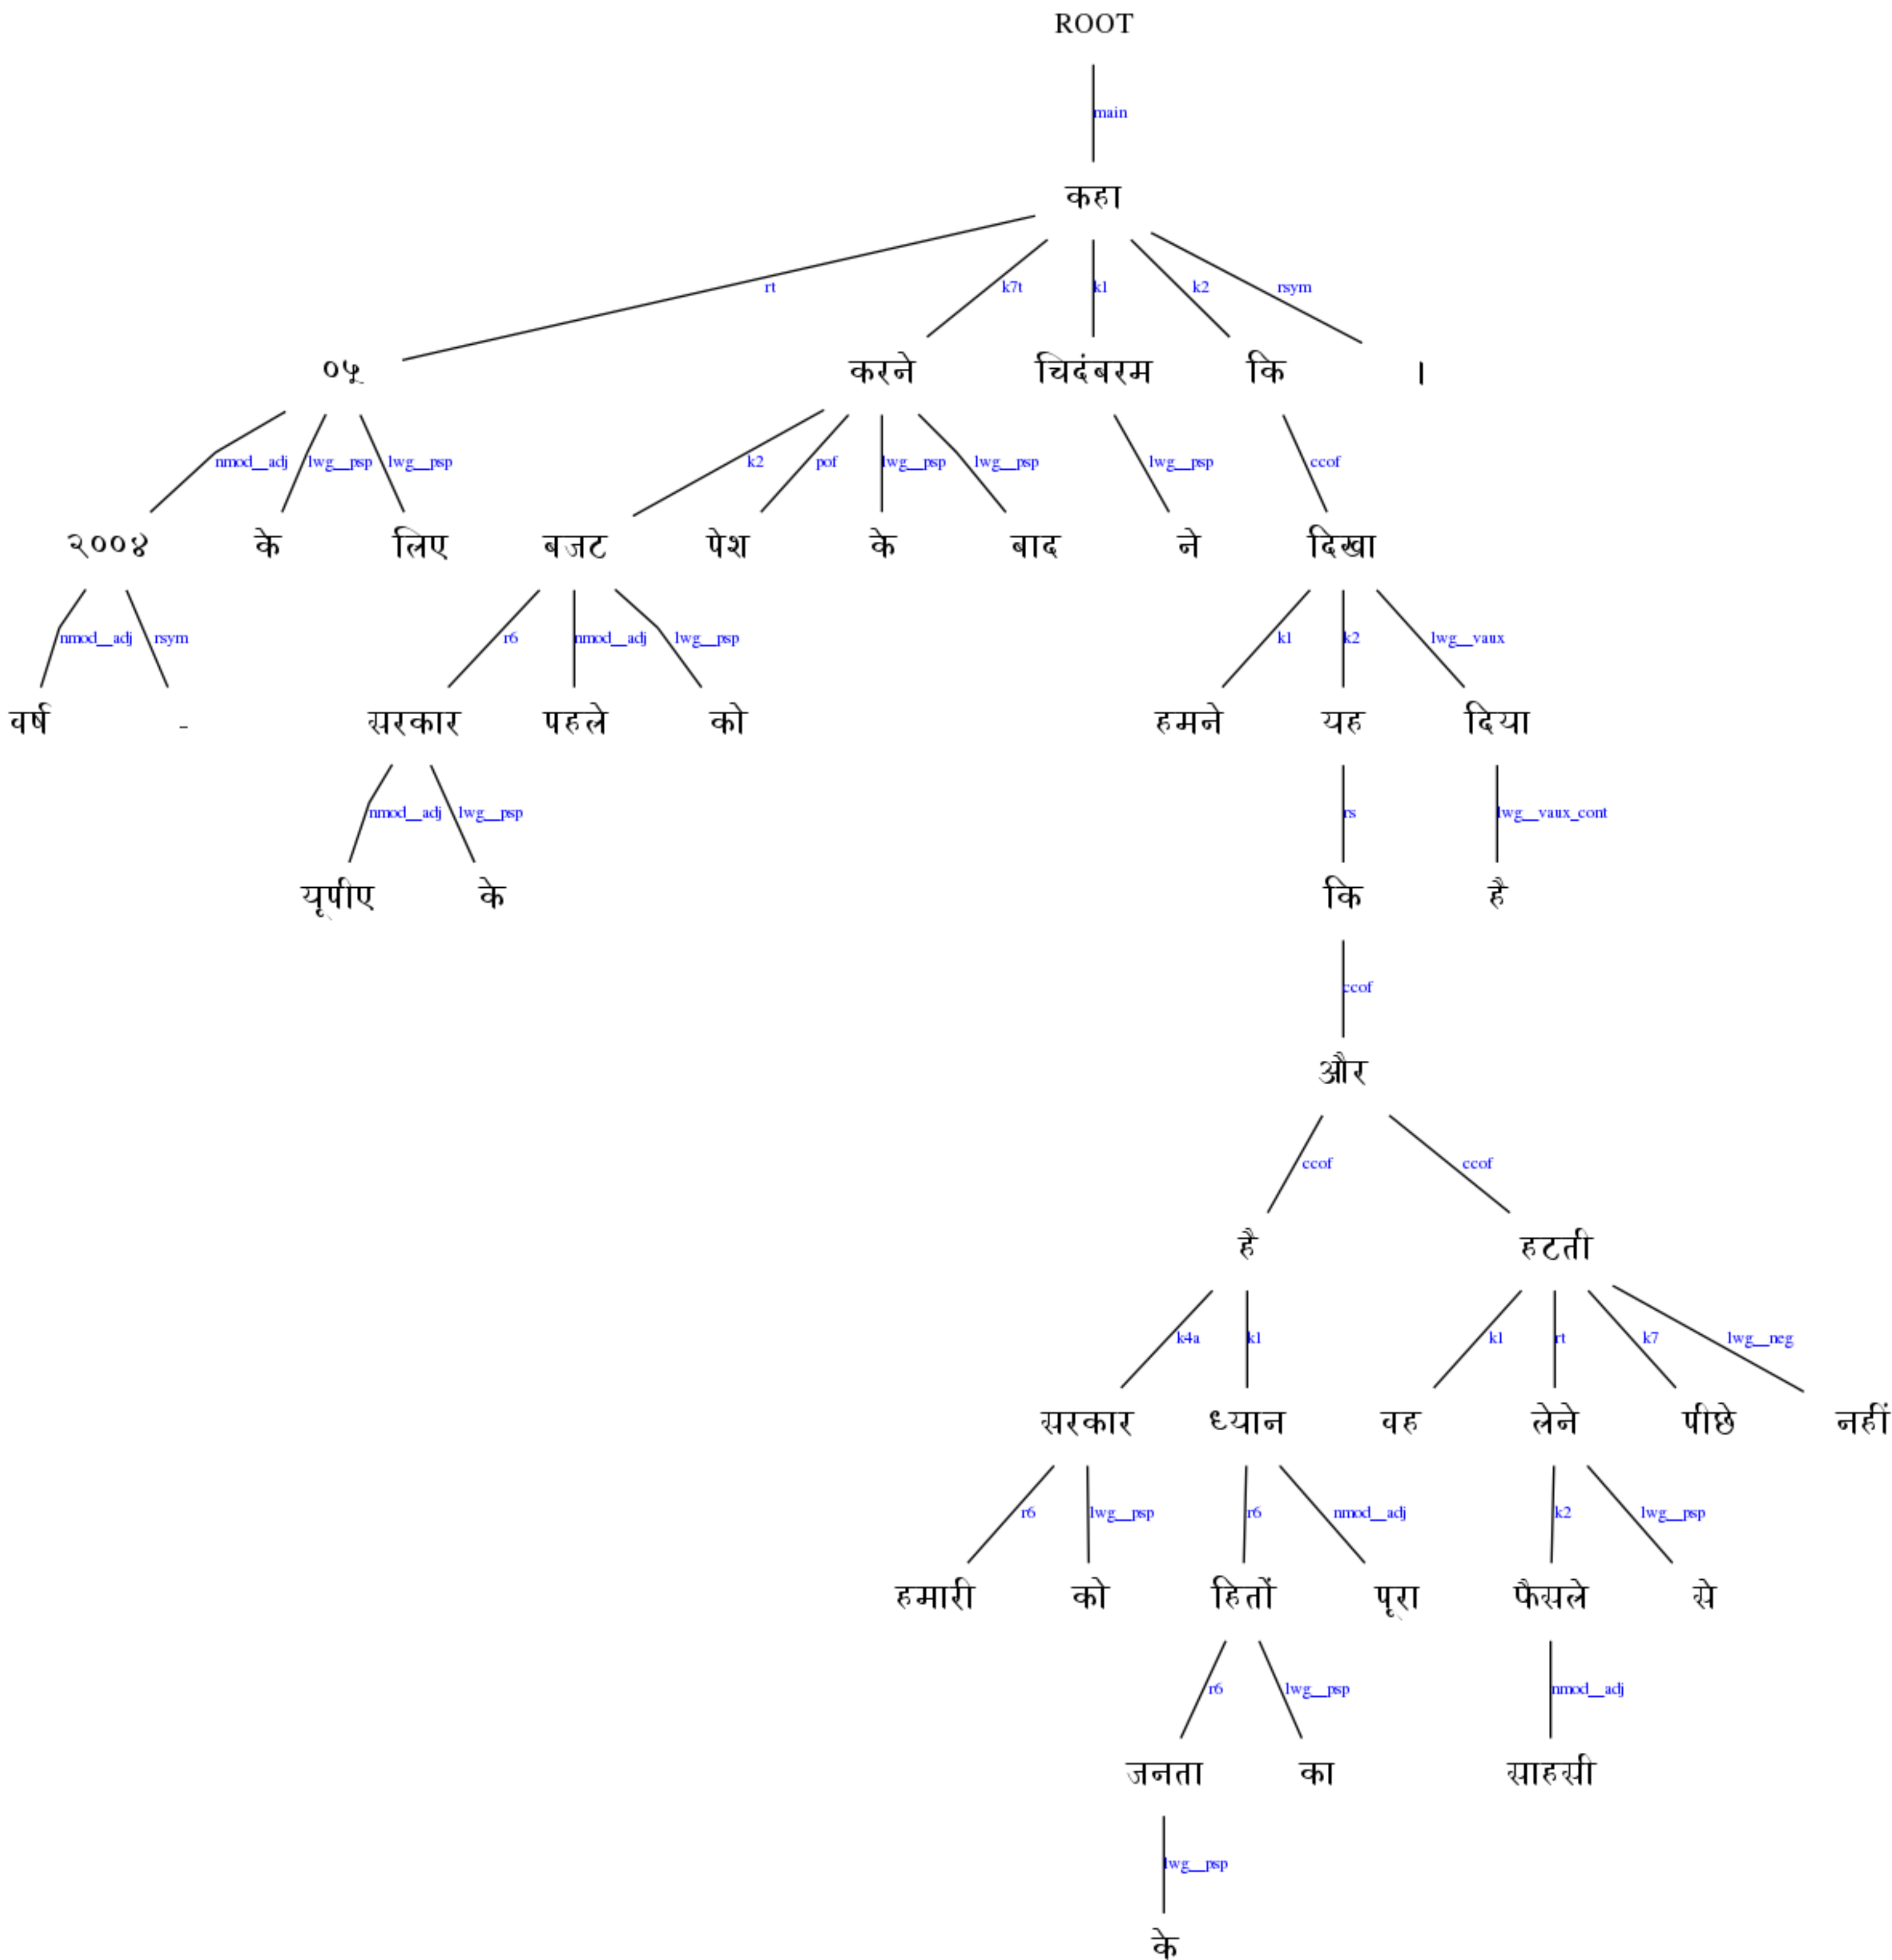 ROOT
main
कहा
rt k7t k1 k2 rsym
०५ करने चिदंबरम कि ।
nmod__adj lwg__psp lwg__psp k2 pof lwg__psp lwg__psp lwg__psp ccof
२००४ के लिए बजट पेश के बाद ने दिखा
nmod__adj rsym r6 nmod__adj lwg__psp k1 k2 lwg__vaux
वर्ष - सरकार पहले को हमने यह दिया
nmod__adj lwg__psp rs lwg__vaux_cont
यूपीए के कि है
ccof
और
ccof ccof
है हटती
k4a k1 k1 rt k7 lwg__neg
सरकार ध्यान वह लेने पीछे नहीं
r6 lwg__psp r6 nmod__adj k2 lwg__psp
हमारी को हितों पूरा फैसले से
r6 lwg__psp nmod__adj
जनता का साहसी
lwg__psp
के